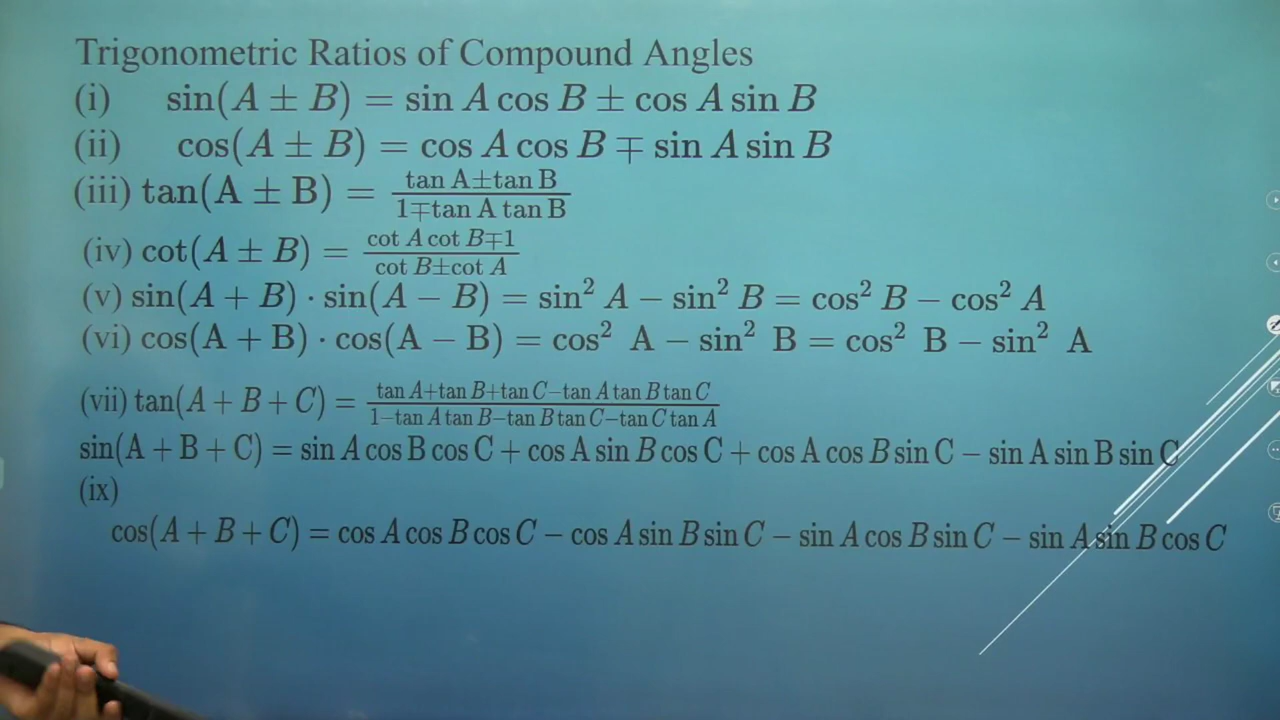 Trigonometric Ratios of Compound Angles
(i) sin(A ± B) = sin A cos B ± cos A sin B
(ii) cos(A ± B) = cos A cos B ∓ sin A sin B
(iii) tan(A ± B) = \frac{tan A±tan B}{1∓tan A tan B}
(iv) cot(A ± B) = \frac{cot A cot B∓1}{cot B±cot A}
(v) sin(A + B) · sin(A − B) = sin² A − sin² B = cos² B − cos² A
(vi) cos(A + B) · cos(A − B) = cos² A − sin² B = cos² B − sin² A
(vii) tan(A + B + C) = \frac{tan A+tan B+tan C−tan A tan B tan C}{1−tan A tan B−tan B tan C−tan C tan A}
sin(A + B + C) = sin A cos B cos C + cos A sin B cos C + cos A cos B sin C − sin A sin B sin C
(ix)
cos(A + B + C) = cos A cos B cos C − cos A sin B sin C − sin A cos B sin C − sin A sin B cos C